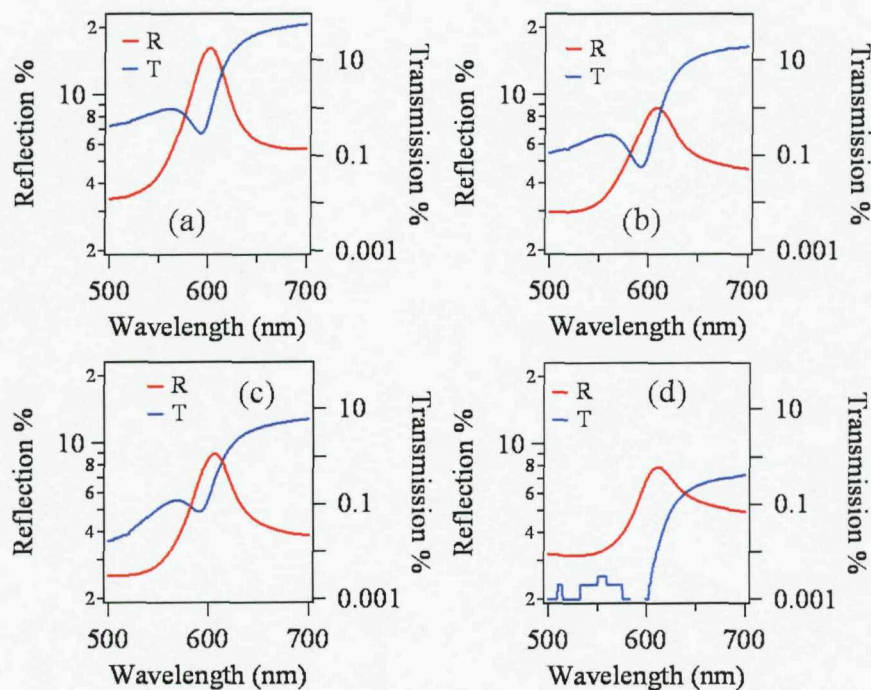 2
R
T
10
8
6
4
2
10
0.1
0.001
Reflection %
Transmission %
(a)
500 600 700
Wavelength (nm)
2
R
T
10
8
6
4
2
10
0.1
0.001
Reflection %
Transmission %
(b)
500 600 700
Wavelength (nm)
2
R
T
10
8
6
4
2
10
0.1
0.001
Reflection %
Transmission %
(c)
500 600 700
Wavelength (nm)
2
R
T
10
8
6
4
2
10
0.1
0.001
Reflection %
Transmission %
(d)
500 600 700
Wavelength (nm)